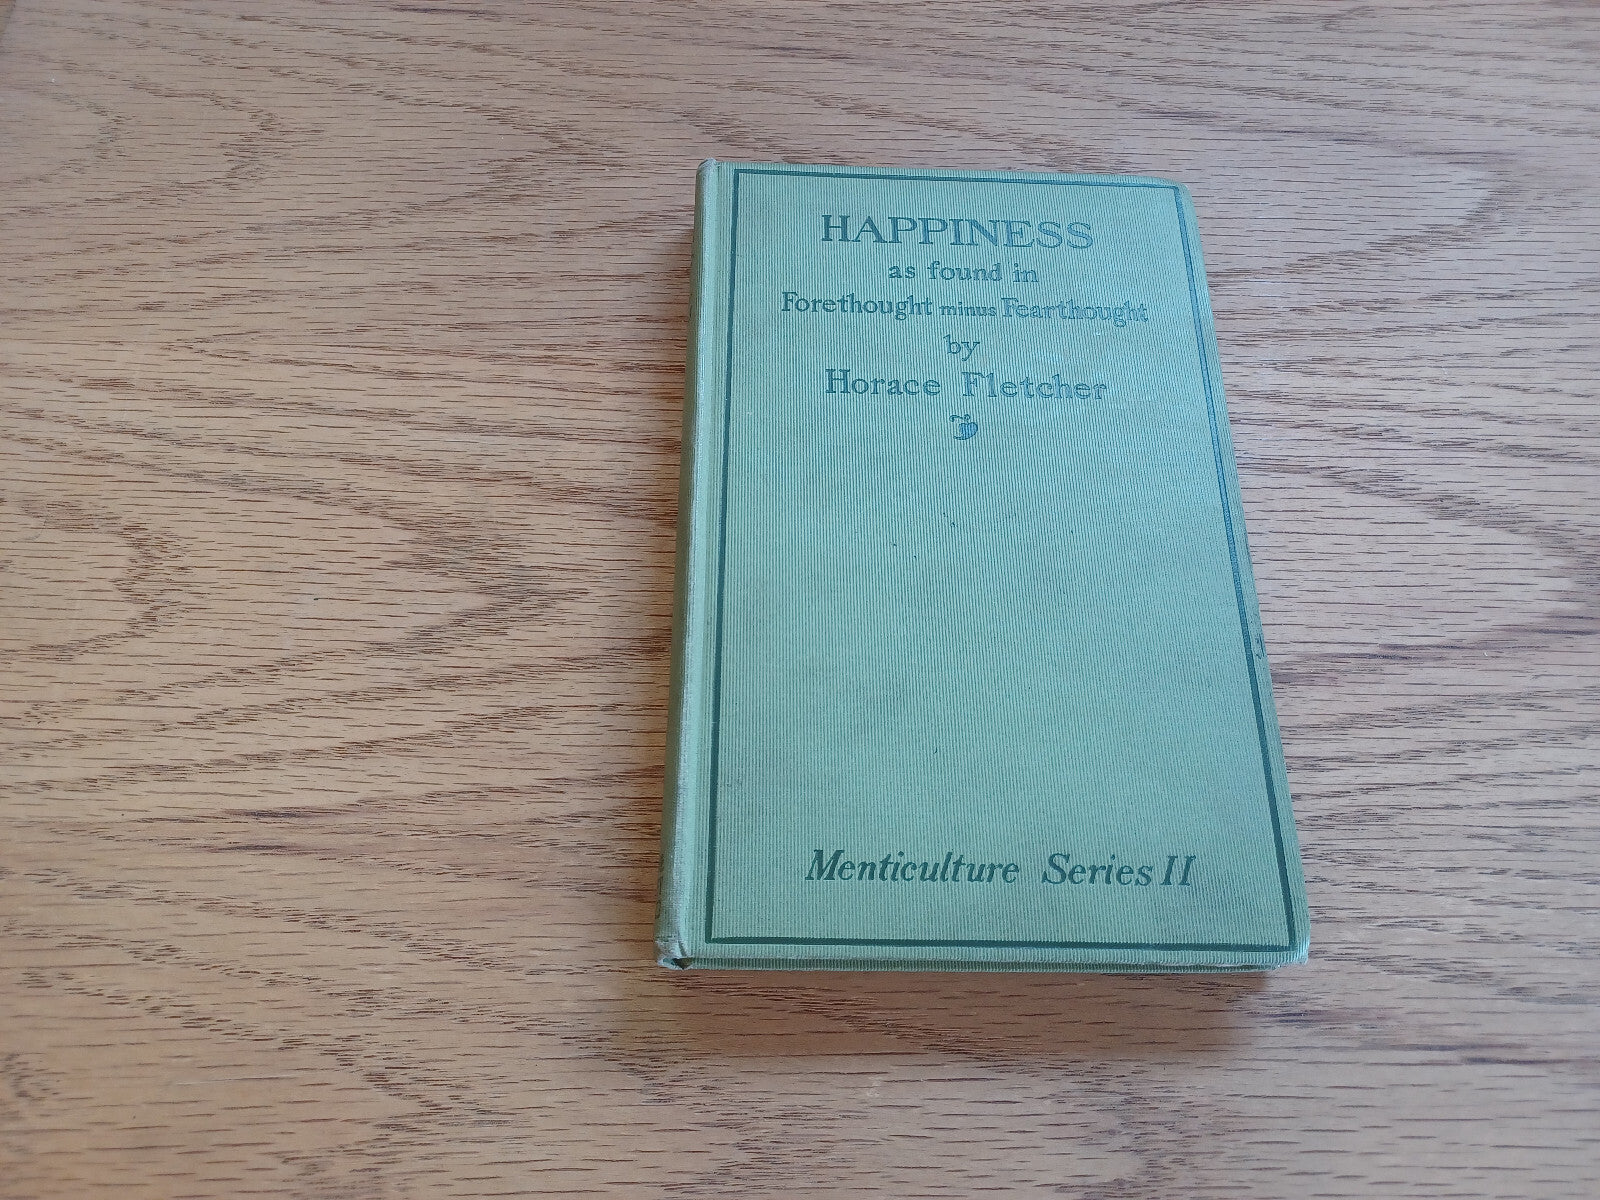 HAPPINESS
as found in
Forethought minus Fearthought
by
Horace Fletcher
Menticulture Series II